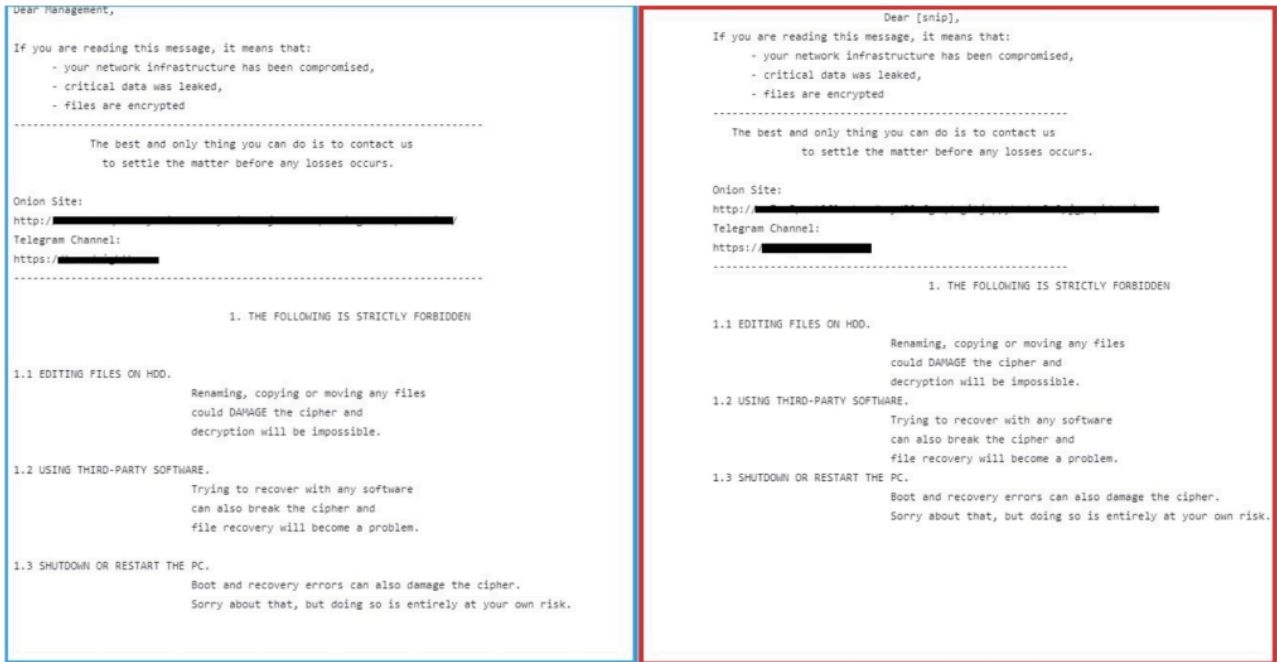 Dear Management,
If you are reading this message, it means that:
- your network infrastructure has been compromised,
- critical data was leaked,
- files are encrypted
--------------------------------------------------------------------------
The best and only thing you can do is to contact us
to settle the matter before any losses occurs.
Onion Site:
http:/
Telegram Channel:
https:/
--------------------------------------------------------------------------
1. THE FOLLOWING IS STRICTLY FORBIDDEN
1.1 EDITING FILES ON HDD.
Renaming, copying or moving any files
could DAMAGE the cipher and
decryption will be impossible.
1.2 USING THIRD-PARTY SOFTWARE.
Trying to recover with any software
can also break the cipher and
file recovery will become a problem.
1.3 SHUTDOWN OR RESTART THE PC.
Boot and recovery errors can also damage the cipher.
Sorry about that, but doing so is entirely at your own risk.
Dear [snip],
If you are reading this message, it means that:
- your network infrastructure has been compromised,
- critical data was leaked,
- files are encrypted
--------------------------------------------------------
The best and only thing you can do is to contact us
to settle the matter before any losses occurs.
Onion Site:
http:/
Telegram Channel:
https://
--------------------------------------------------------
1. THE FOLLOWING IS STRICTLY FORBIDDEN
1.1 EDITING FILES ON HDD.
Renaming, copying or moving any files
could DAMAGE the cipher and
decryption will be impossible.
1.2 USING THIRD-PARTY SOFTWARE.
Trying to recover with any software
can also break the cipher and
file recovery will become a problem.
1.3 SHUTDOWN OR RESTART THE PC.
Boot and recovery errors can also damage the cipher.
Sorry about that, but doing so is entirely at your own risk.